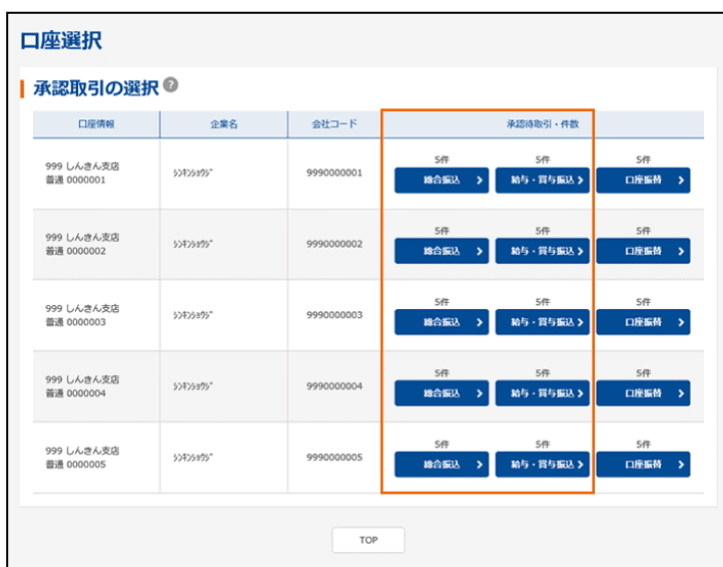 口座選択
承認取引の選択 ?
口座情報 企業名 会社コード 承認待取引・件数
999 しんきん支店
普通 0000001
ｼﾝｷﾝｼｮｳｼﾞ
9990000001
5件 5件 5件
総合振込 給与・賞与振込 口座振替
999 しんきん支店
普通 0000002
ｼﾝｷﾝｼｮｳｼﾞ
9990000002
5件 5件 5件
総合振込 給与・賞与振込 口座振替
999 しんきん支店
普通 0000003
ｼﾝｷﾝｼｮｳｼﾞ
9990000003
5件 5件 5件
総合振込 給与・賞与振込 口座振替
999 しんきん支店
普通 0000004
ｼﾝｷﾝｼｮｳｼﾞ
9990000004
5件 5件 5件
総合振込 給与・賞与振込 口座振替
999 しんきん支店
普通 0000005
ｼﾝｷﾝｼｮｳｼﾞ
9990000005
5件 5件 5件
総合振込 給与・賞与振込 口座振替
TOP